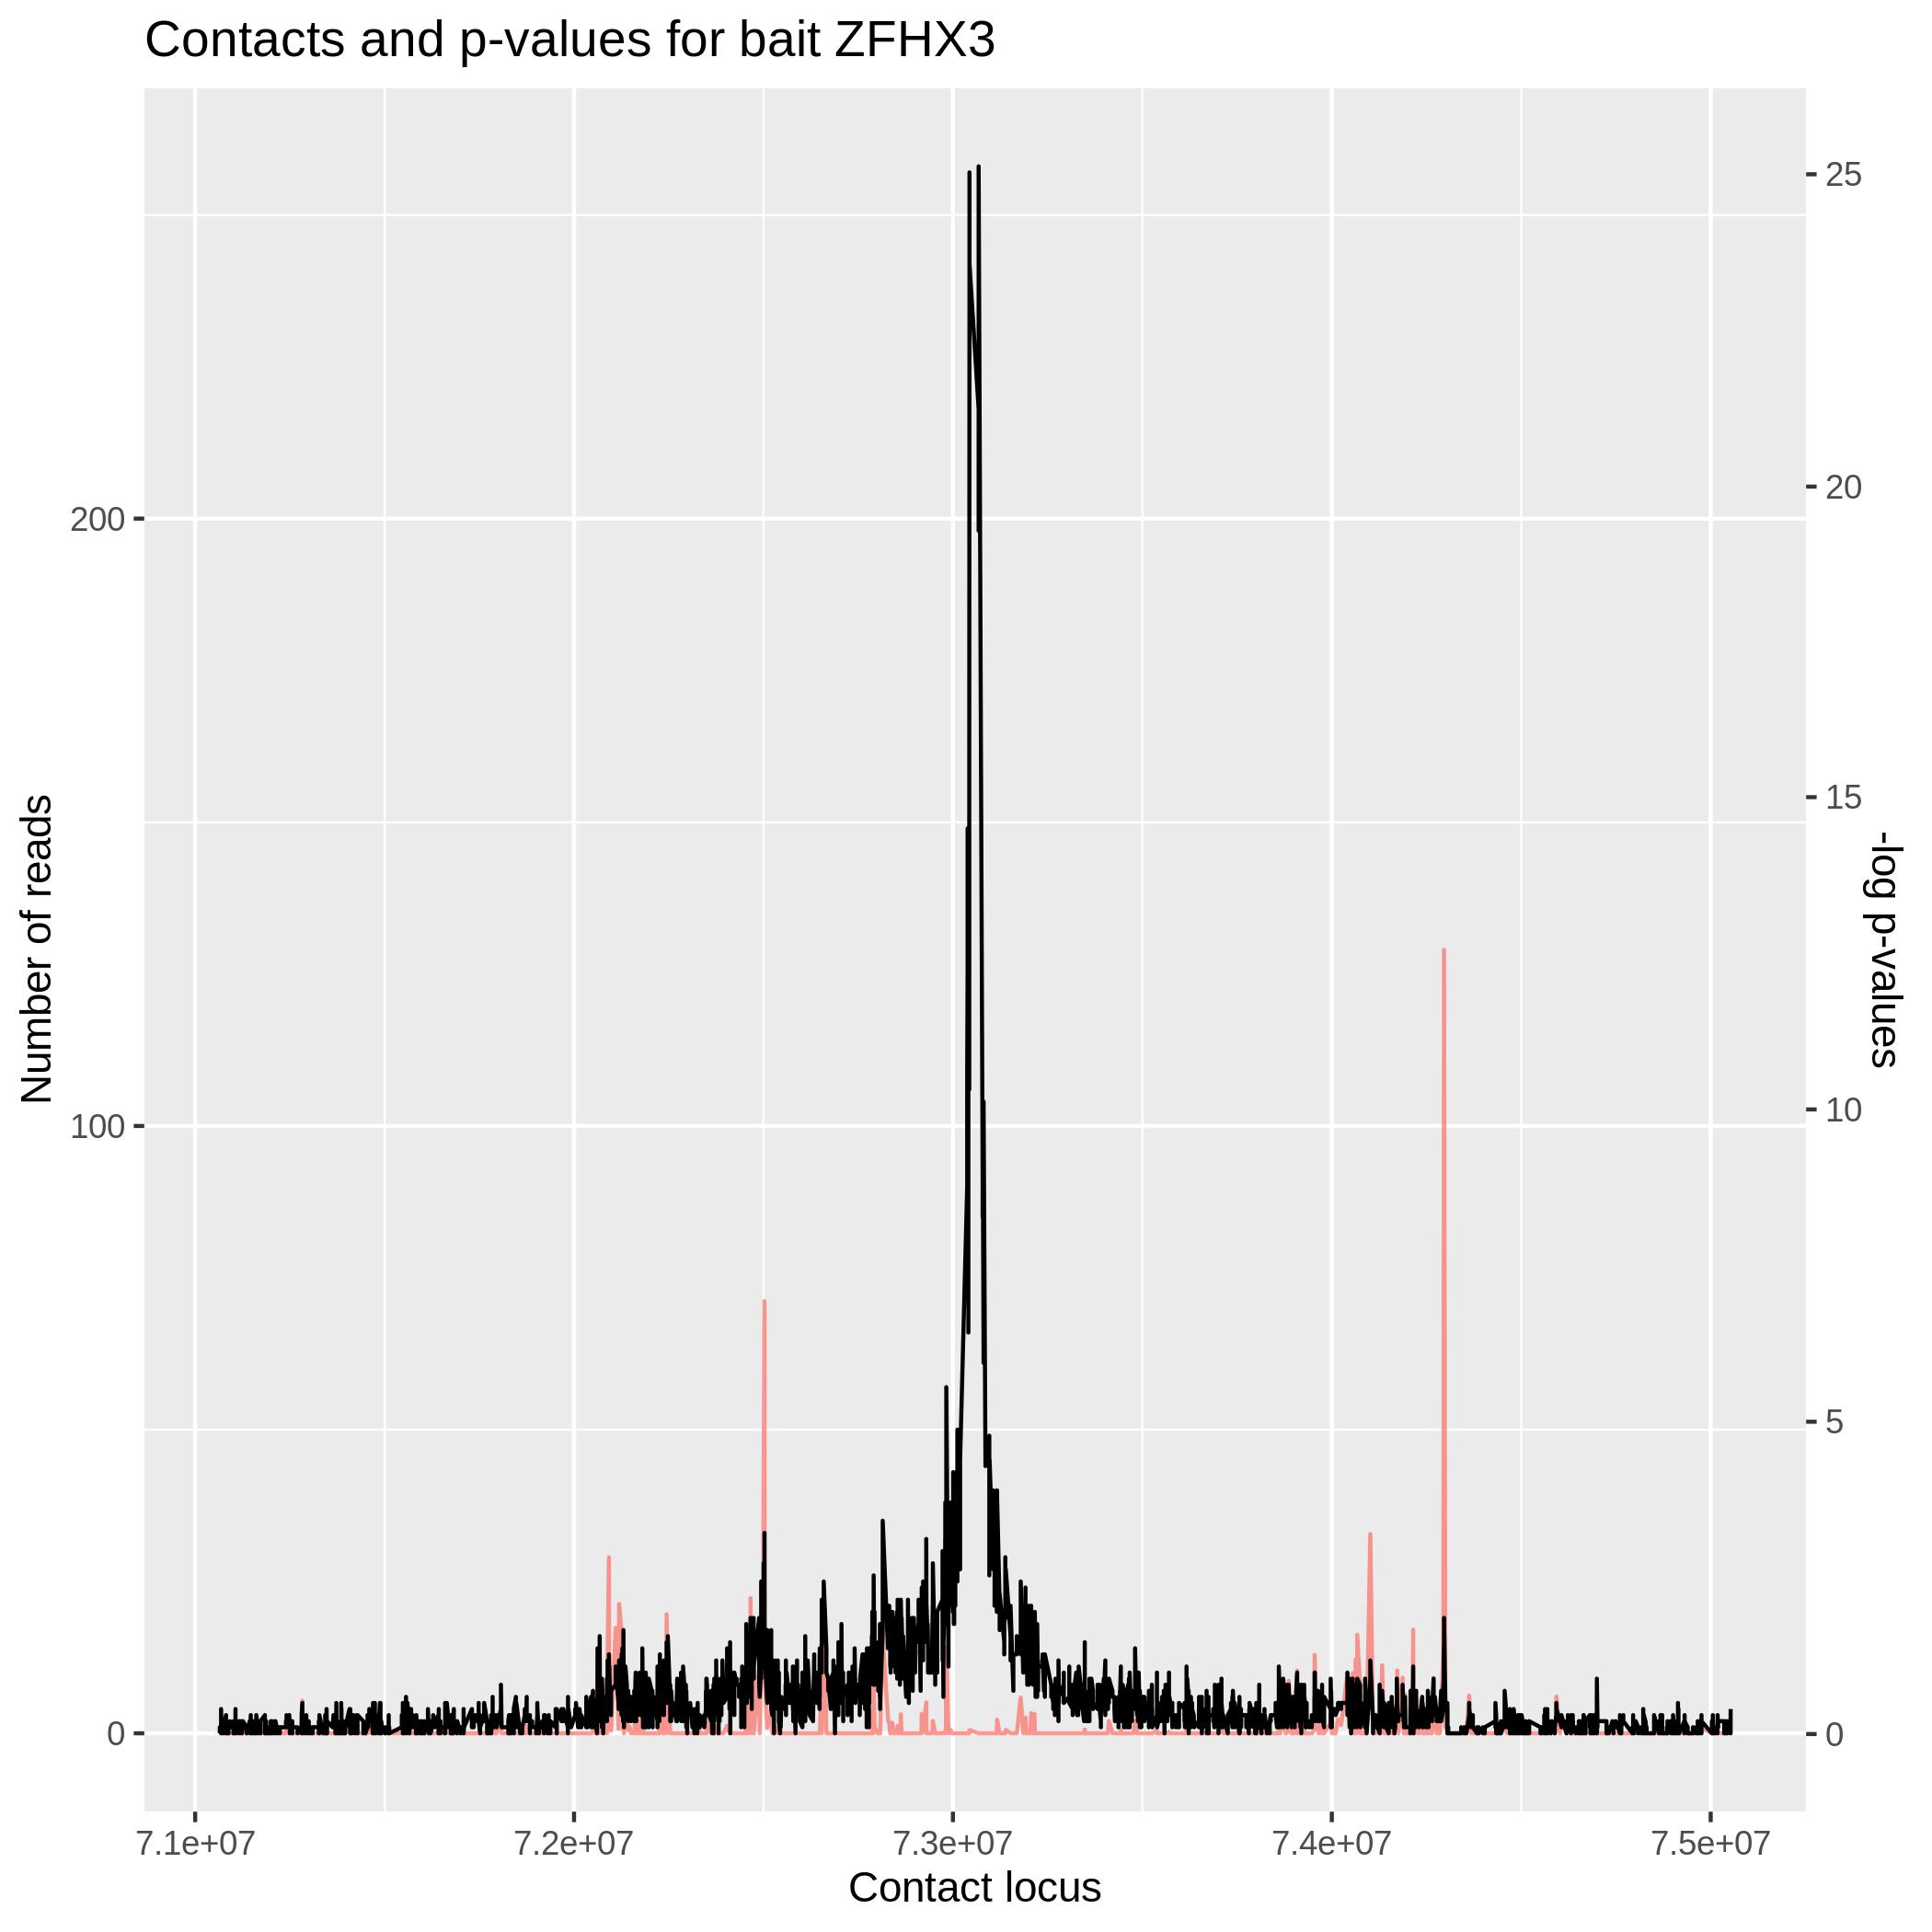 Contacts and p-values for bait ZFHX3
Number of reads
200
100
0
25
20
15
10
5
0
-log p-values
7.1e+07
7.2e+07
7.3e+07
7.4e+07
7.5e+07
Contact locus